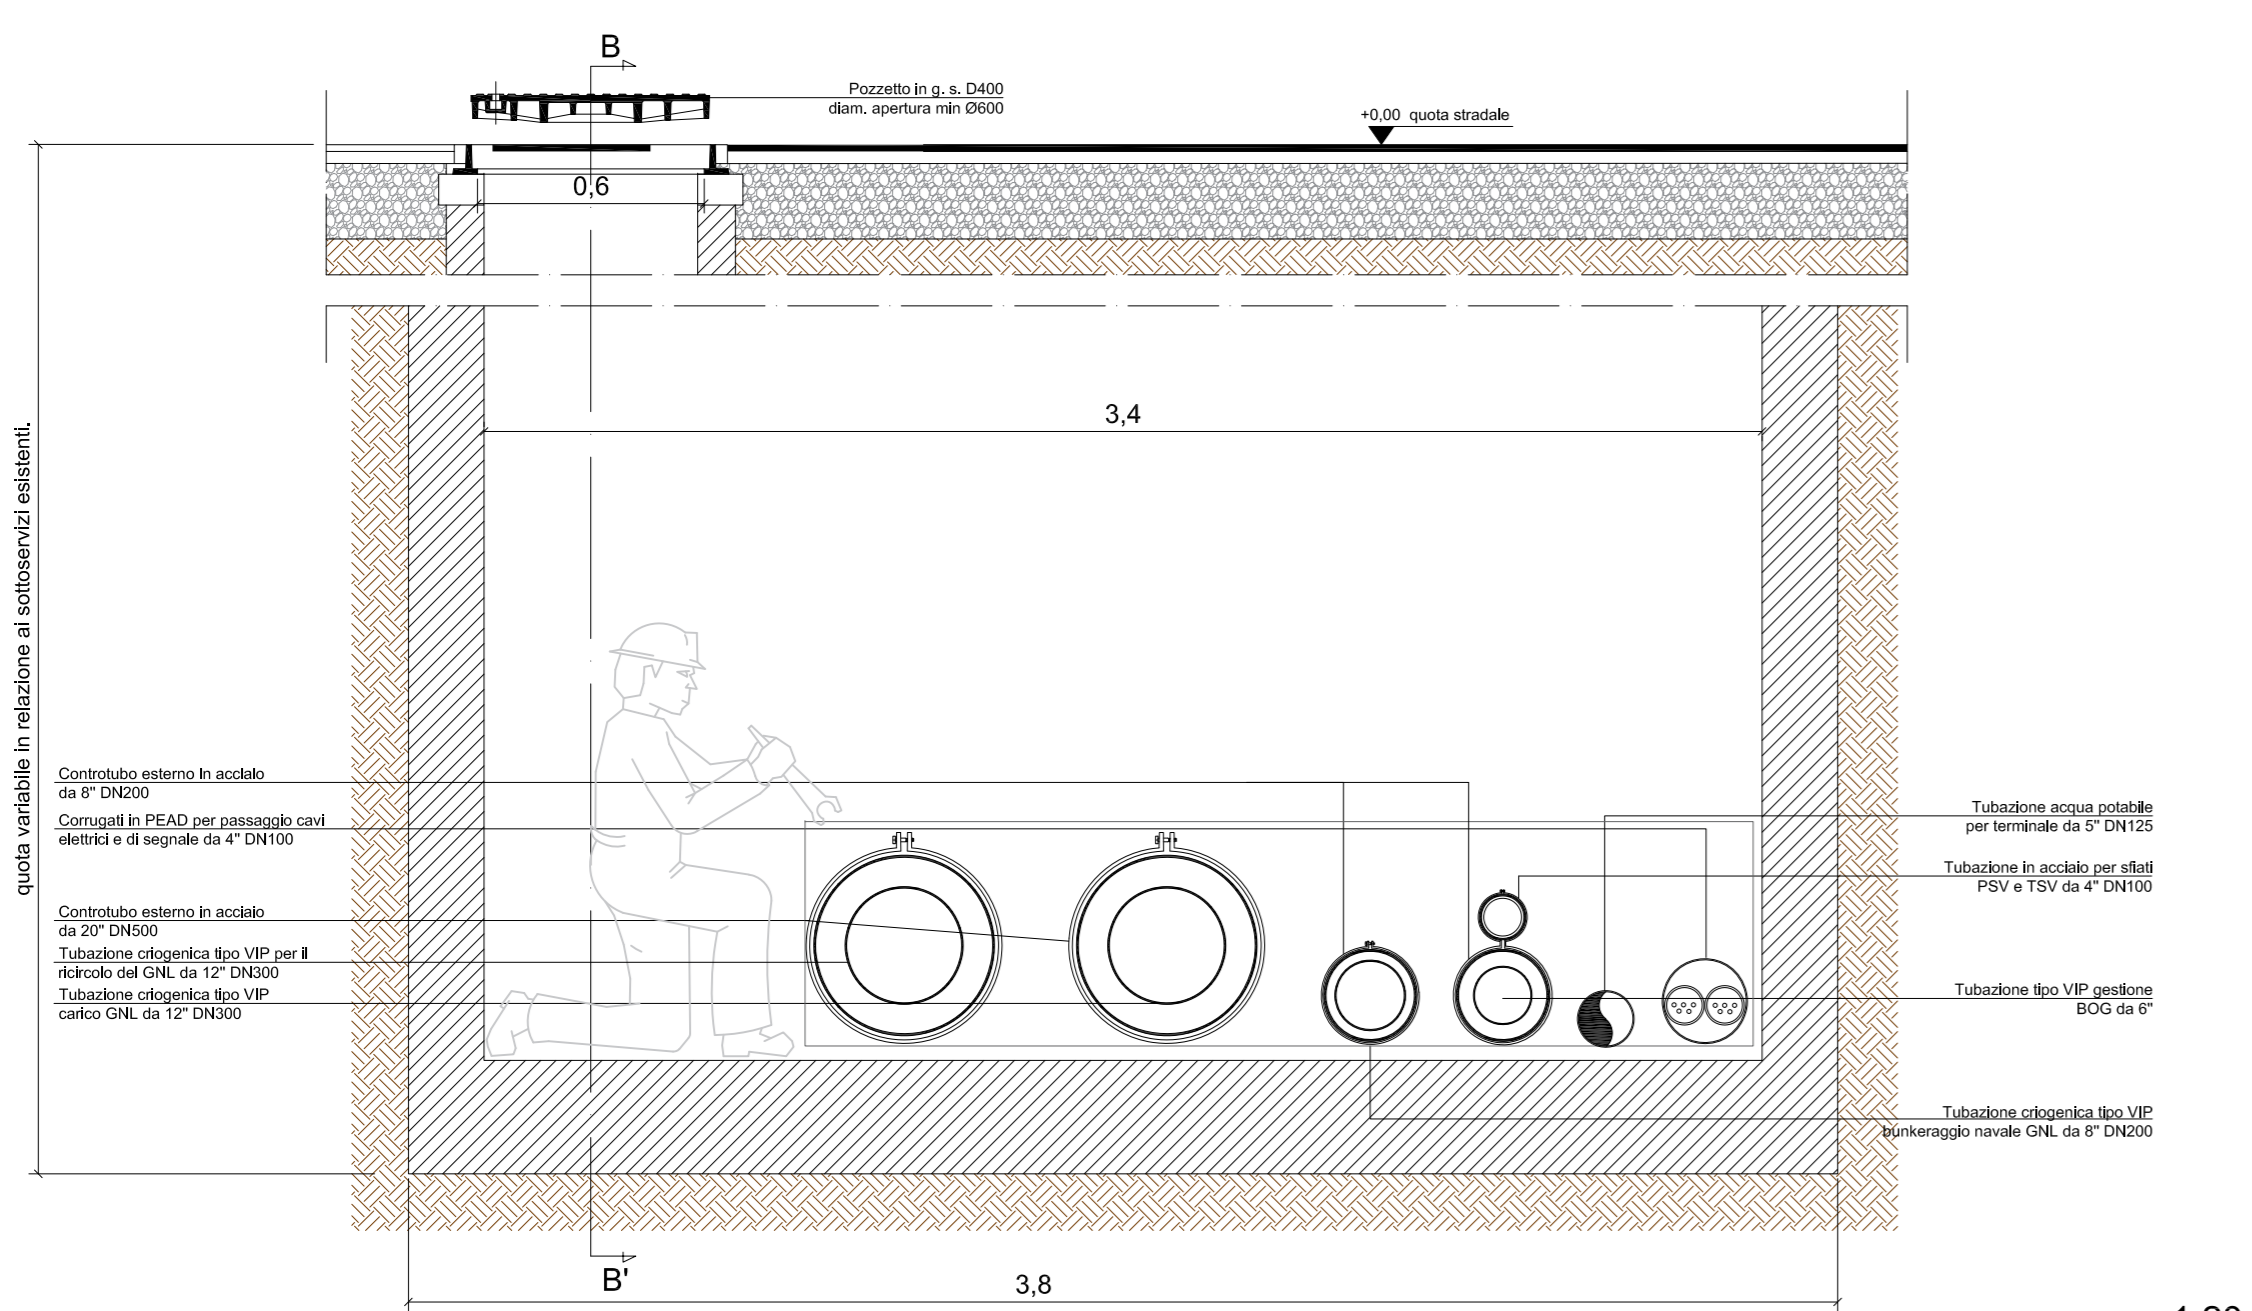 B
Pozzetto in g. s. D400
diam. apertura min Ø600
+0,00 quota stradale
0,6
3,4
quota variabile in relazione ai sottoservizi esistenti.
Controtubo esterno in acciaio
da 8" DN200
Corrugati in PEAD per passaggio cavi
elettrici e di segnale da 4" DN100
Controtubo esterno in acciaio
da 20" DN500
Tubazione criogenica tipo VIP per il
ricircolo del GNL da 12" DN300
Tubazione criogenica tipo VIP
carico GNL da 12" DN300
Tubazione acqua potabile
per terminale da 5" DN125
Tubazione in acciaio per sfiati
PSV e TSV da 4" DN100
Tubazione tipo VIP gestione
BOG da 6"
Tubazione criogenica tipo VIP
bunkeraggio navale GNL da 8" DN200
B'
3,8